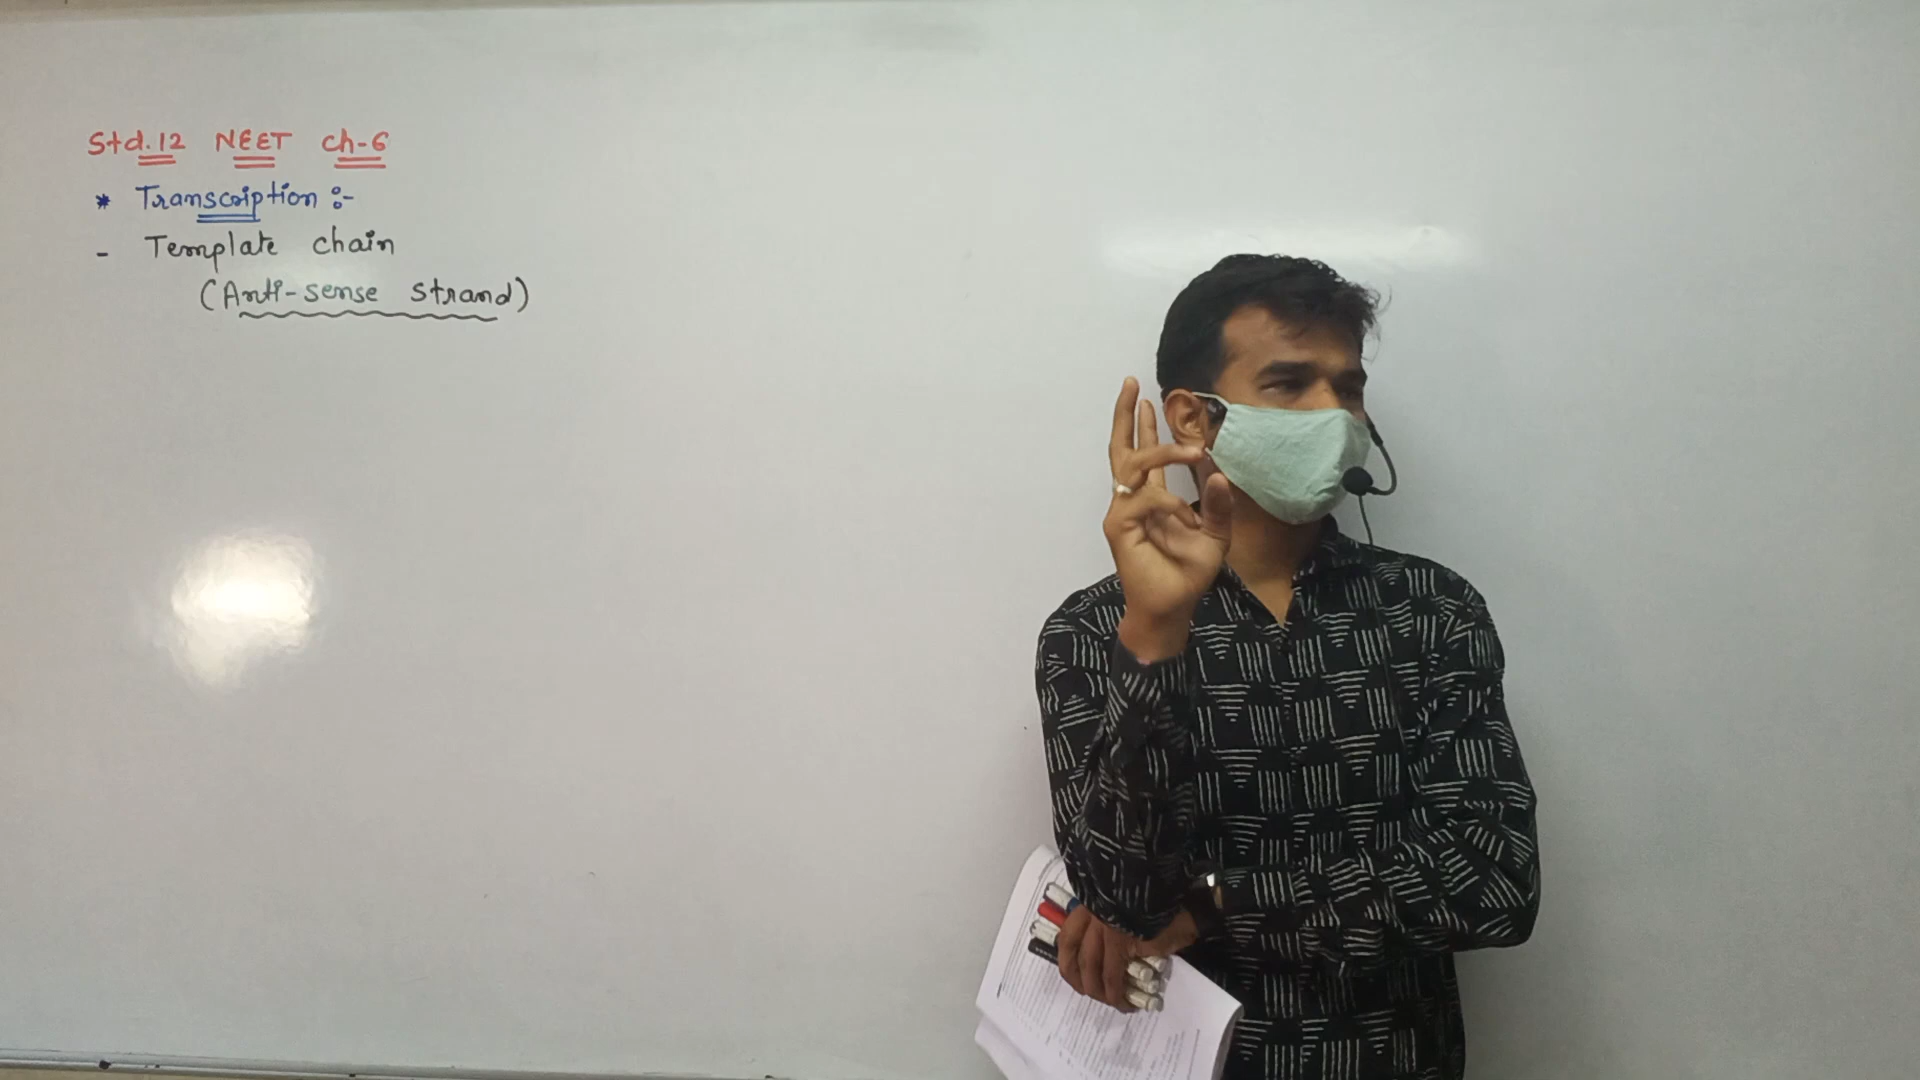 Std.12 NEET ch-6
* Transcription :-
- Template chain
(Anti-sense strand)